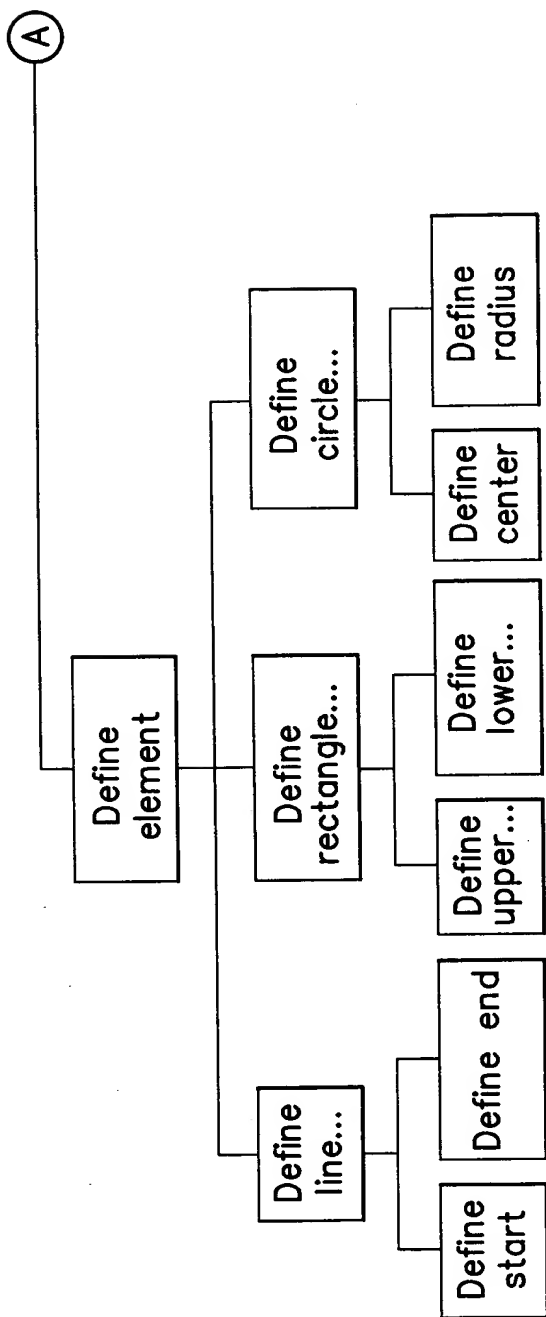 A
Define
element
Define
line...
Define
rectangle...
Define
circle...
Define
start
Define end
Define
upper...
Define
lower...
Define
center
Define
radius